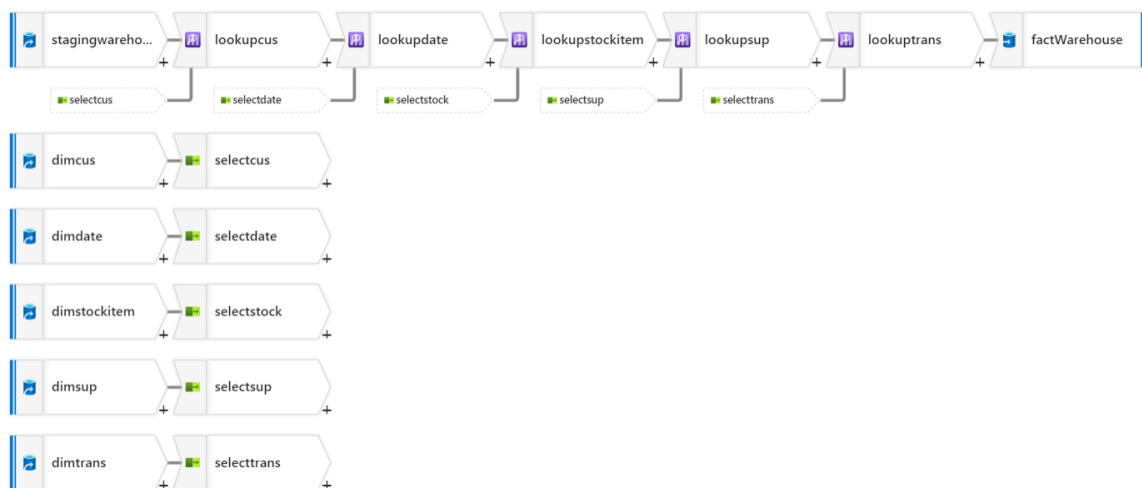 stagingwareho... lookupcus lookupdate lookupstockitem lookupsup lookuptrans factWarehouse
+ + + + + +
selectcus selectdate selectstock selectsup selecttrans
dimcus selectcus
+ +
dimdate selectdate
+ +
dimstockitem selectstock
+ +
dimsup selectsup
+ +
dimtrans selecttrans
+ +